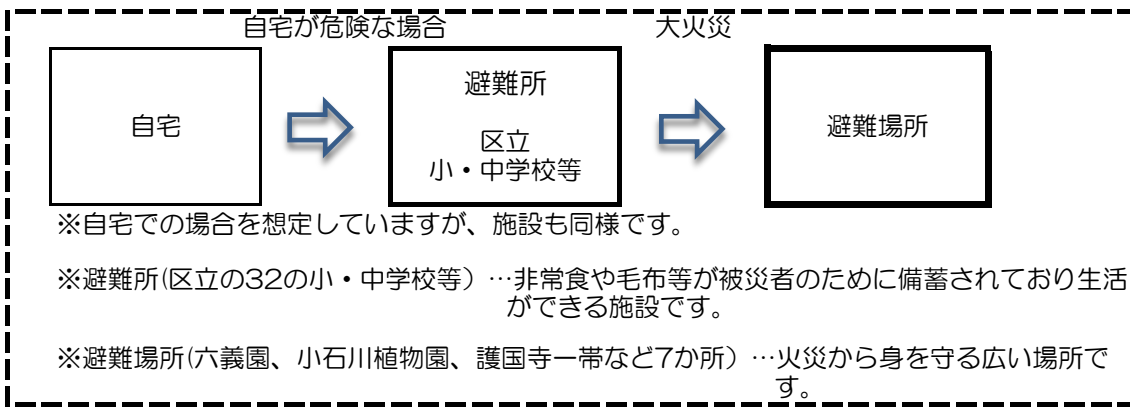 自宅が危険な場合 大火災
自宅
避難所
区立
小・中学校等
避難場所
※自宅での場合を想定していますが、施設も同様です。
※避難所(区立の32の小・中学校等）…非常食や毛布等が被災者のために備蓄されており生活
ができる施設です。
※避難場所(六義園、小石川植物園、護国寺一帯など7か所）…火災から身を守る広い場所で
す。